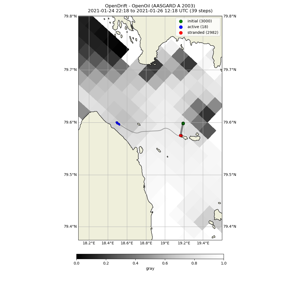 OpenDrift - OpenOil (AASGARD A 2003)
2021-01-24 22:18 to 2021-01-26 12:18 UTC (39 steps)
79.8°N
79.8°N
initial (3000)
active (18)
stranded (2982)
79.7°N
79.7°N
79.6°N
79.6°N
79.5°N
79.5°N
79.4°N
79.4°N
18.2°E 18.4°E 18.6°E 18.8°E 19°E 19.2°E 19.4°E
0.0 0.2 0.4 0.6 0.8 1.0
gray